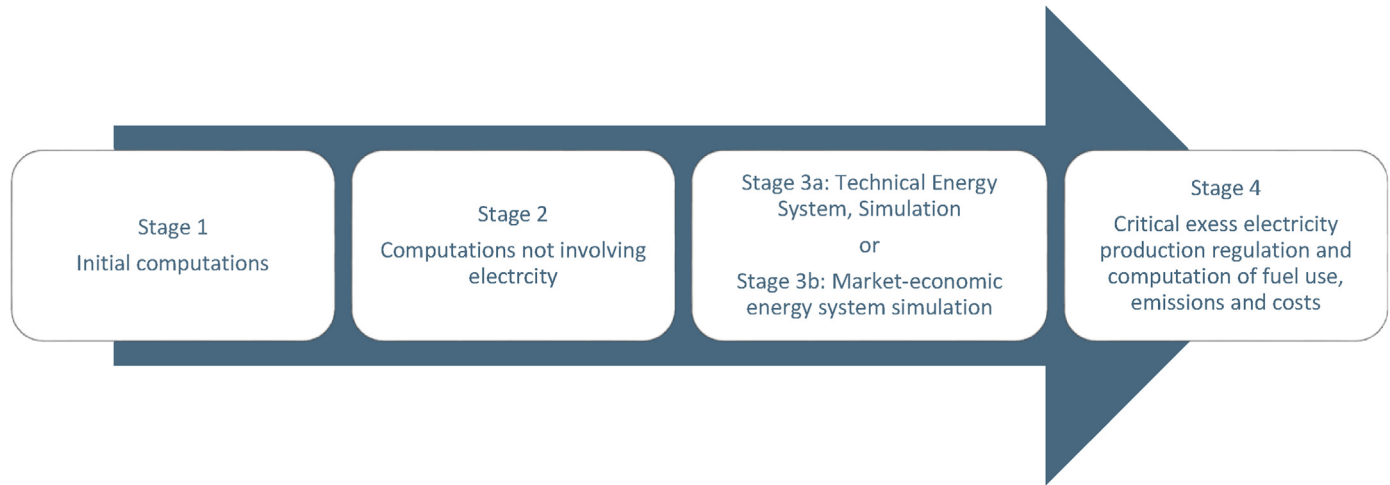 Stage 1
Initial computations
Stage 2
Computations not involving
electrcity
Stage 3a: Technical Energy
System, Simulation
or
Stage 3b: Market-economic
energy system simulation
Stage 4
Critical exess electricity
production regulation and
computation of fuel use,
emissions and costs